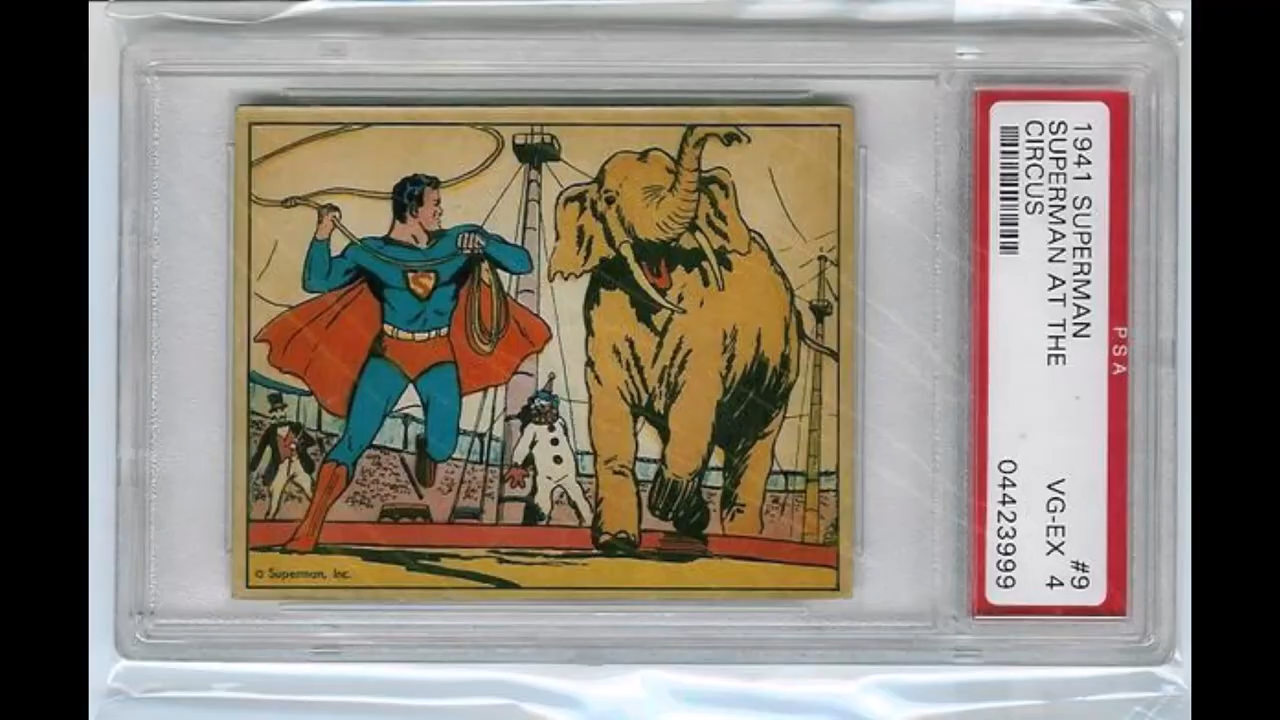 1941 SUPERMAN #9
SUPERMAN AT THE VG-EX 4
CIRCUS 04423999
PSA
© Superman, Inc.
S